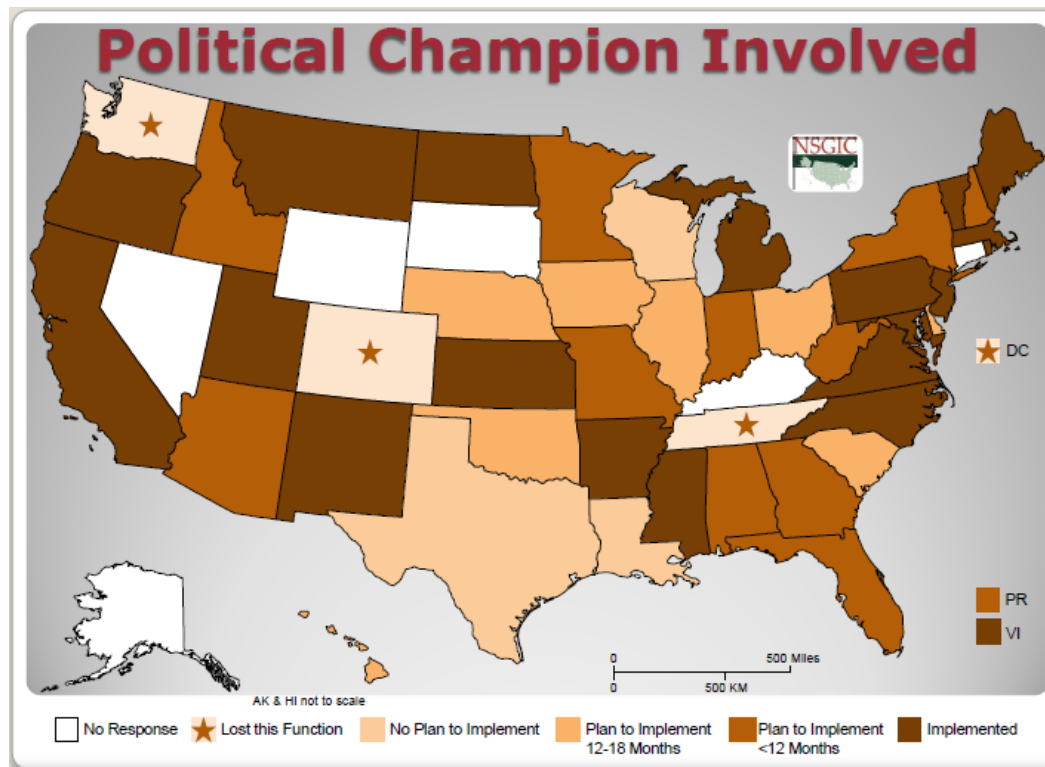 Political Champion Involved
NSGIC
DC
PR
VI
0 500 Miles
0 500 KM
AK & HI not to scale
No Response
Lost this Function
No Plan to Implement
Plan to Implement
12-18 Months
Plan to Implement
<12 Months
Implemented